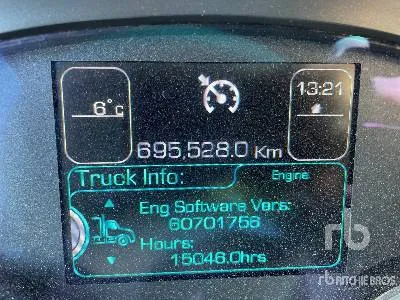 6°C
13:21
695,528.0 Km
Truck Info:
Engine
Eng Software Vers:
60701756
Hours:
15046.0hrs
rb
RITCHIE BROS.